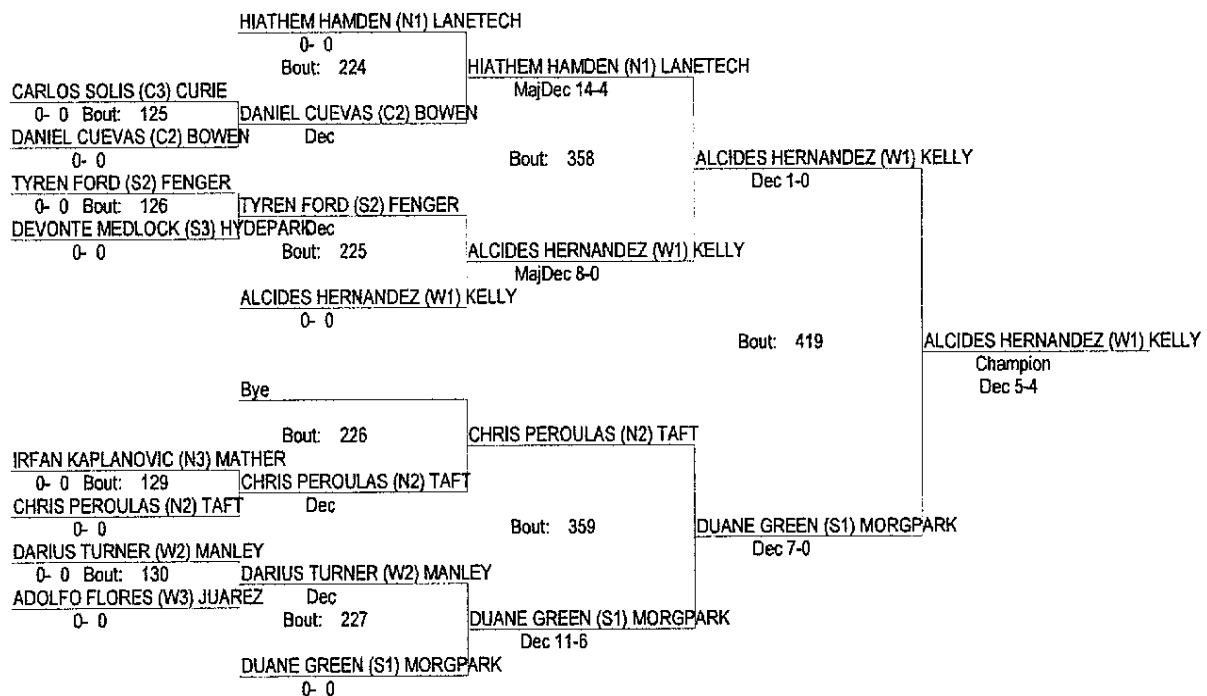 HIATHEM HAMDEN (N1) LANETECH
0- 0
Bout: 224
HIATHEM HAMDEN (N1) LANETECH
MajDec 14-4
CARLOS SOLIS (C3) CURIE
0- 0 Bout: 125
DANIEL CUEVAS (C2) BOWEN
Dec
DANIEL CUEVAS (C2) BOWEN
0- 0
Bout: 358
ALCIDES HERNANDEZ (W1) KELLY
Dec 1-0
TYREN FORD (S2) FENGER
0- 0 Bout: 126
TYREN FORD (S2) FENGER
DEVONTE MEDLOCK (S3) HYDEPARK
Dec
0- 0
Bout: 225
ALCIDES HERNANDEZ (W1) KELLY
MajDec 8-0
ALCIDES HERNANDEZ (W1) KELLY
0- 0
Bout: 419
ALCIDES HERNANDEZ (W1) KELLY
Champion
Dec 5-4
Bye
Bout: 226
CHRIS PEROULAS (N2) TAFT
IRFAN KAPLANOVIC (N3) MATHER
0- 0 Bout: 129
CHRIS PEROULAS (N2) TAFT
Dec
CHRIS PEROULAS (N2) TAFT
0- 0
Bout: 359
DUANE GREEN (S1) MORGPARK
Dec 7-0
DARIUS TURNER (W2) MANLEY
0- 0 Bout: 130
DARIUS TURNER (W2) MANLEY
Dec
ADOLFO FLORES (W3) JUAREZ
0- 0
Bout: 227
DUANE GREEN (S1) MORGPARK
Dec 11-6
DUANE GREEN (S1) MORGPARK
0- 0